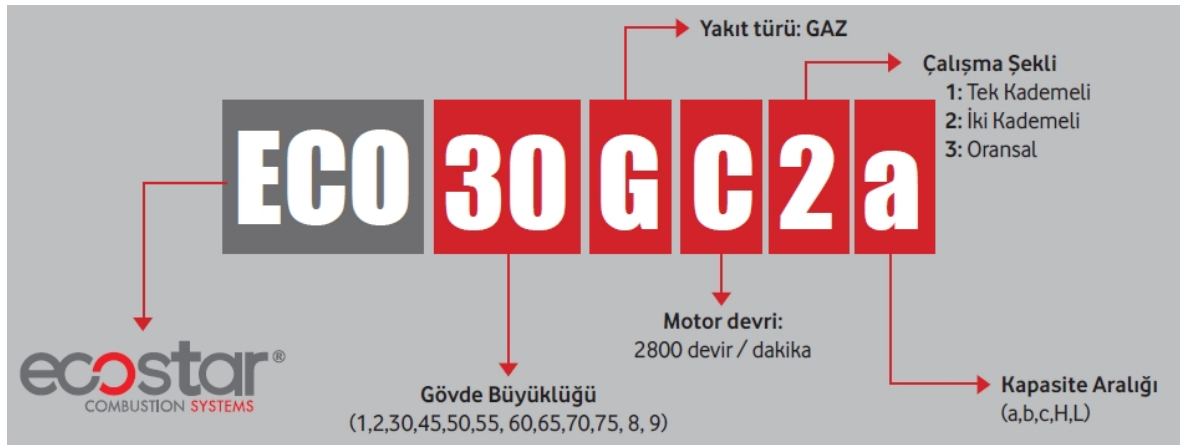 Yakıt türü: GAZ
Çalışma Şekli
1: Tek Kademeli
2: İki Kademeli
3: Oransal
ECO 30 G C 2 a
Motor devri:
2800 devir / dakika
ecostar®
COMBUSTION SYSTEMS
Gövde Büyüklüğü
(1,2,30,45,50,55, 60,65,70,75, 8, 9)
Kapasite Aralığı
(a,b,c,H,L)